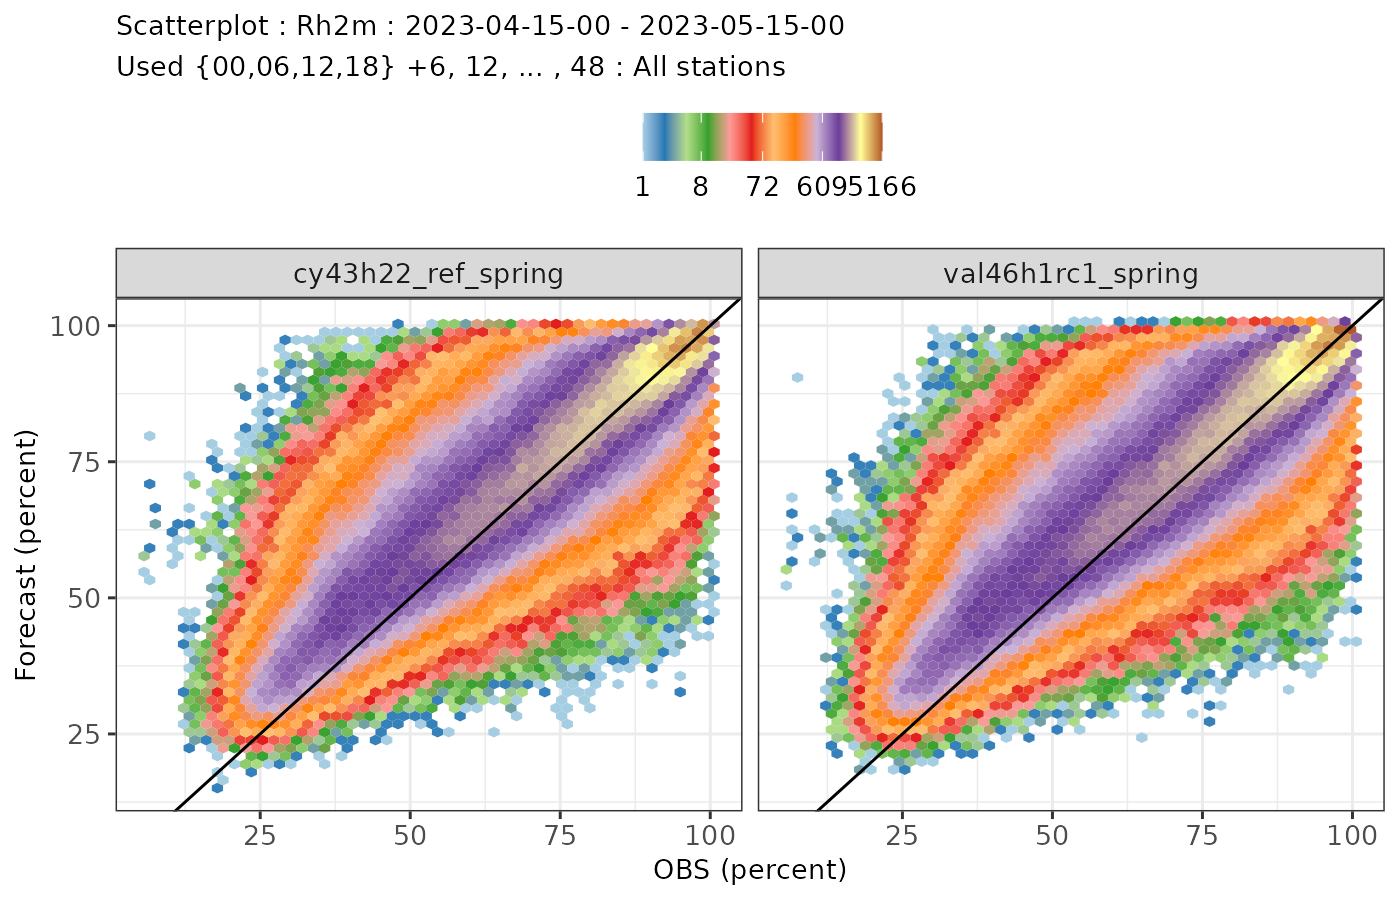 Scatterplot : Rh2m : 2023-04-15-00 - 2023-05-15-00
Used {00,06,12,18} +6, 12, ... , 48 : All stations
1 8 72 6095166
cy43h22_ref_spring val46h1rc1_spring
Forecast (percent)
100
75
50
25
25 50 75 100 25 50 75 100
OBS (percent)